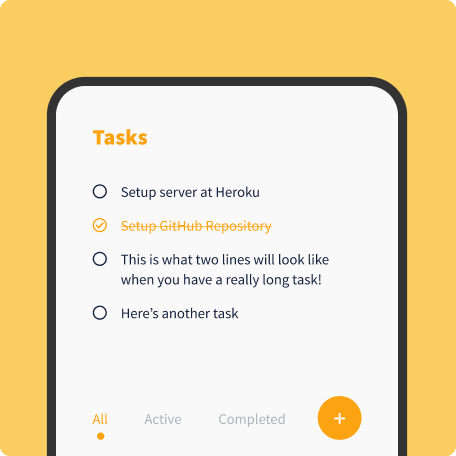 Tasks
Setup server at Heroku
Setup GitHub Repository
This is what two lines will look like
when you have a really long task!
Here’s another task
All Active Completed +